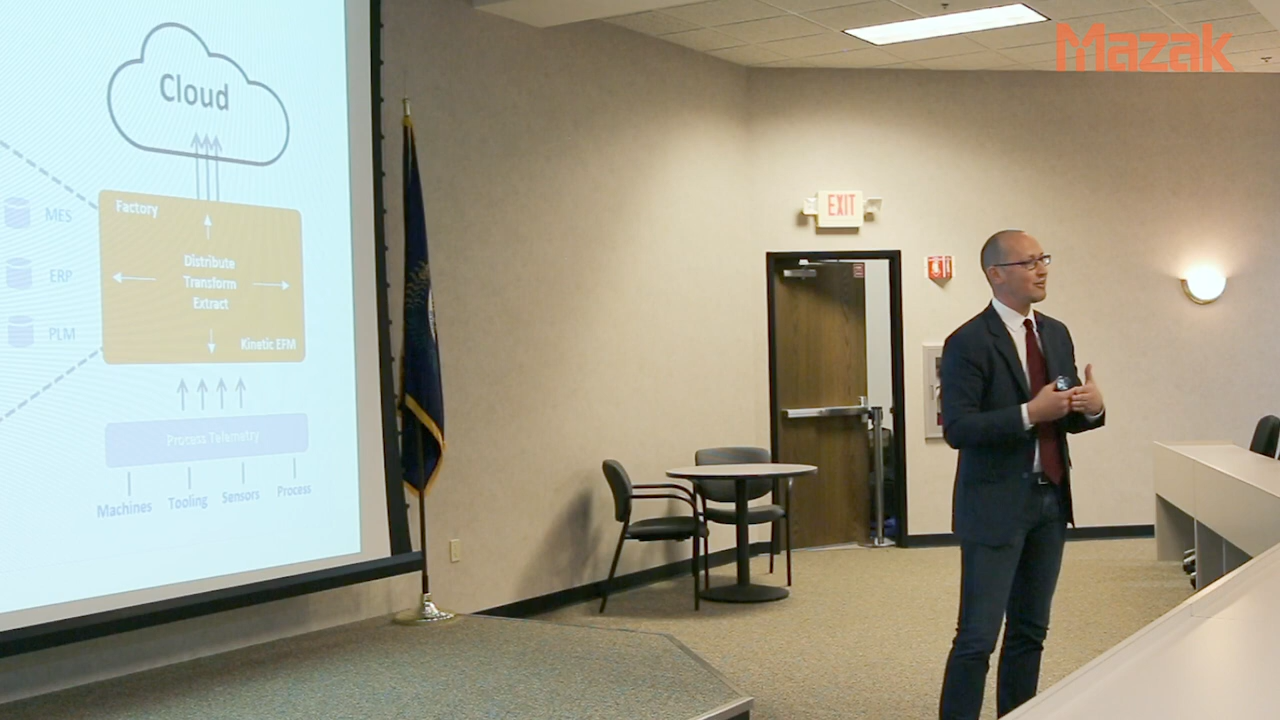 Mazak
Cloud
Factory
MES
ERP
PLM
Distribute
Transform
Extract
Kinetic EFM
Process Telemetry
Machines
Tooling
Sensors
Process
EXIT